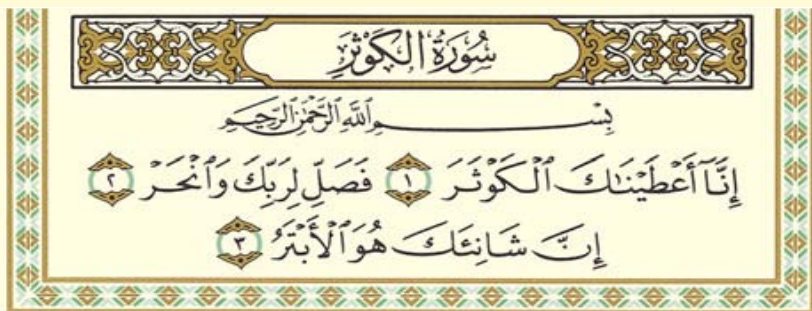 سُورَةُ الكَوْثَرِ
بِسْمِ ٱللَّهِ ٱلرَّحْمَٰنِ ٱلرَّحِيمِ
إِنَّآ أَعْطَيْنَٰكَ ٱلْكَوْثَرَ ١ فَصَلِّ لِرَبِّكَ وَٱنْحَرْ ٢
إِنَّ شَانِئَكَ هُوَ ٱلْأَبْتَرُ ٣